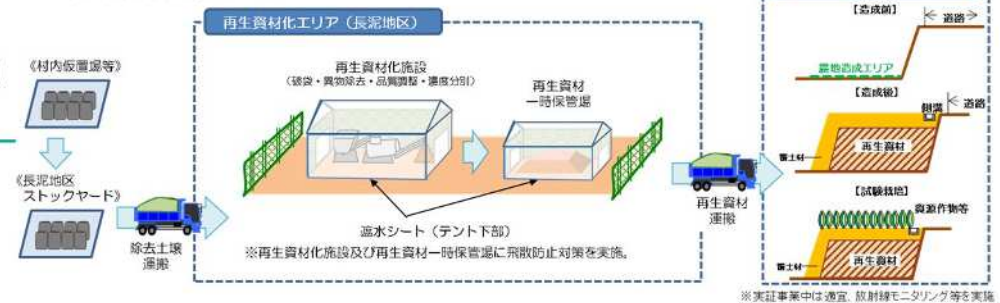 再生資材化エリア（長泥地区）
《村内仮置場等》
《長泥地区
ストックヤード》
除去土壌
運搬
再生資材化施設
（破袋・異物除去・品質調整・濃度分別）
再生資材
一時保管場
遮水シート（テント下部）
※再生資材化施設及び再生資材一時保管場に飛散防止対策を実施。
再生資材
運搬
【造成前】
道路
農地造成エリア
【造成後】
側溝
道路
覆土材
再生資材
【試験栽培】
資源作物等
覆土材
再生資材
※実証事業中は適宜、放射線モニタリング等を実施